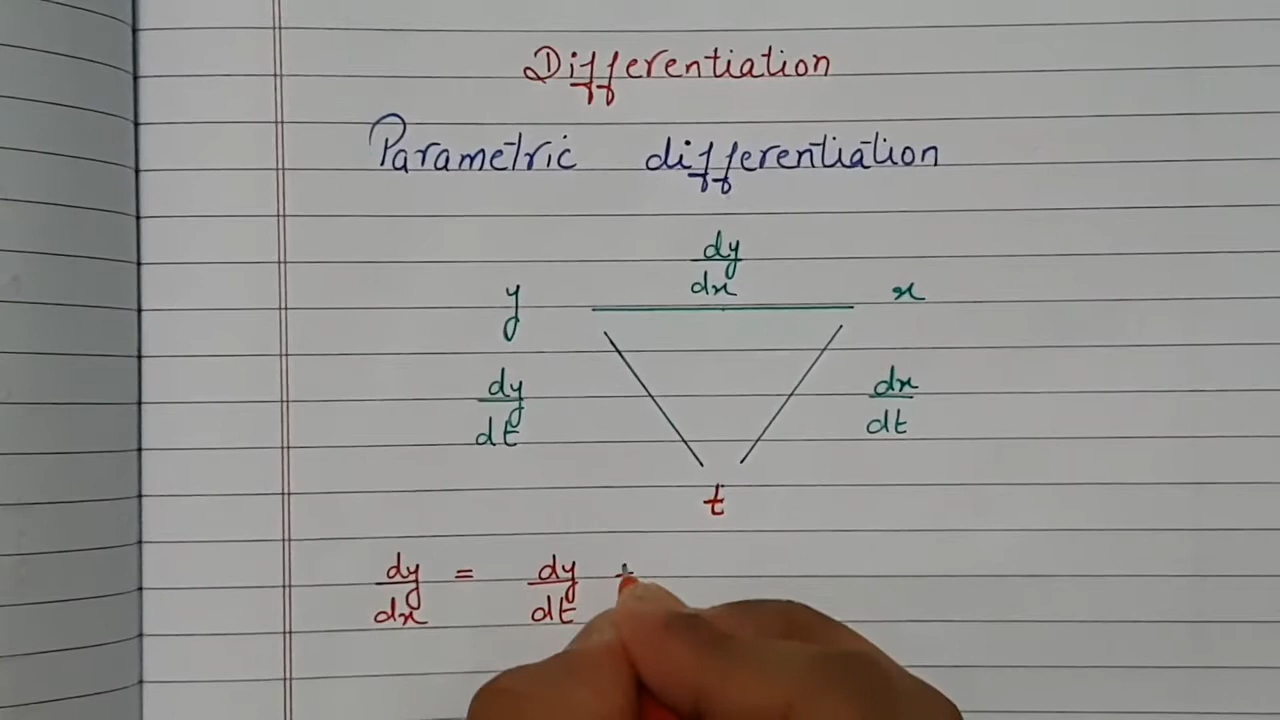 Differentiation
Parametric differentiation
dy/dx
y x
dy/dt dx/dt
t
dy/dx = dy/dt